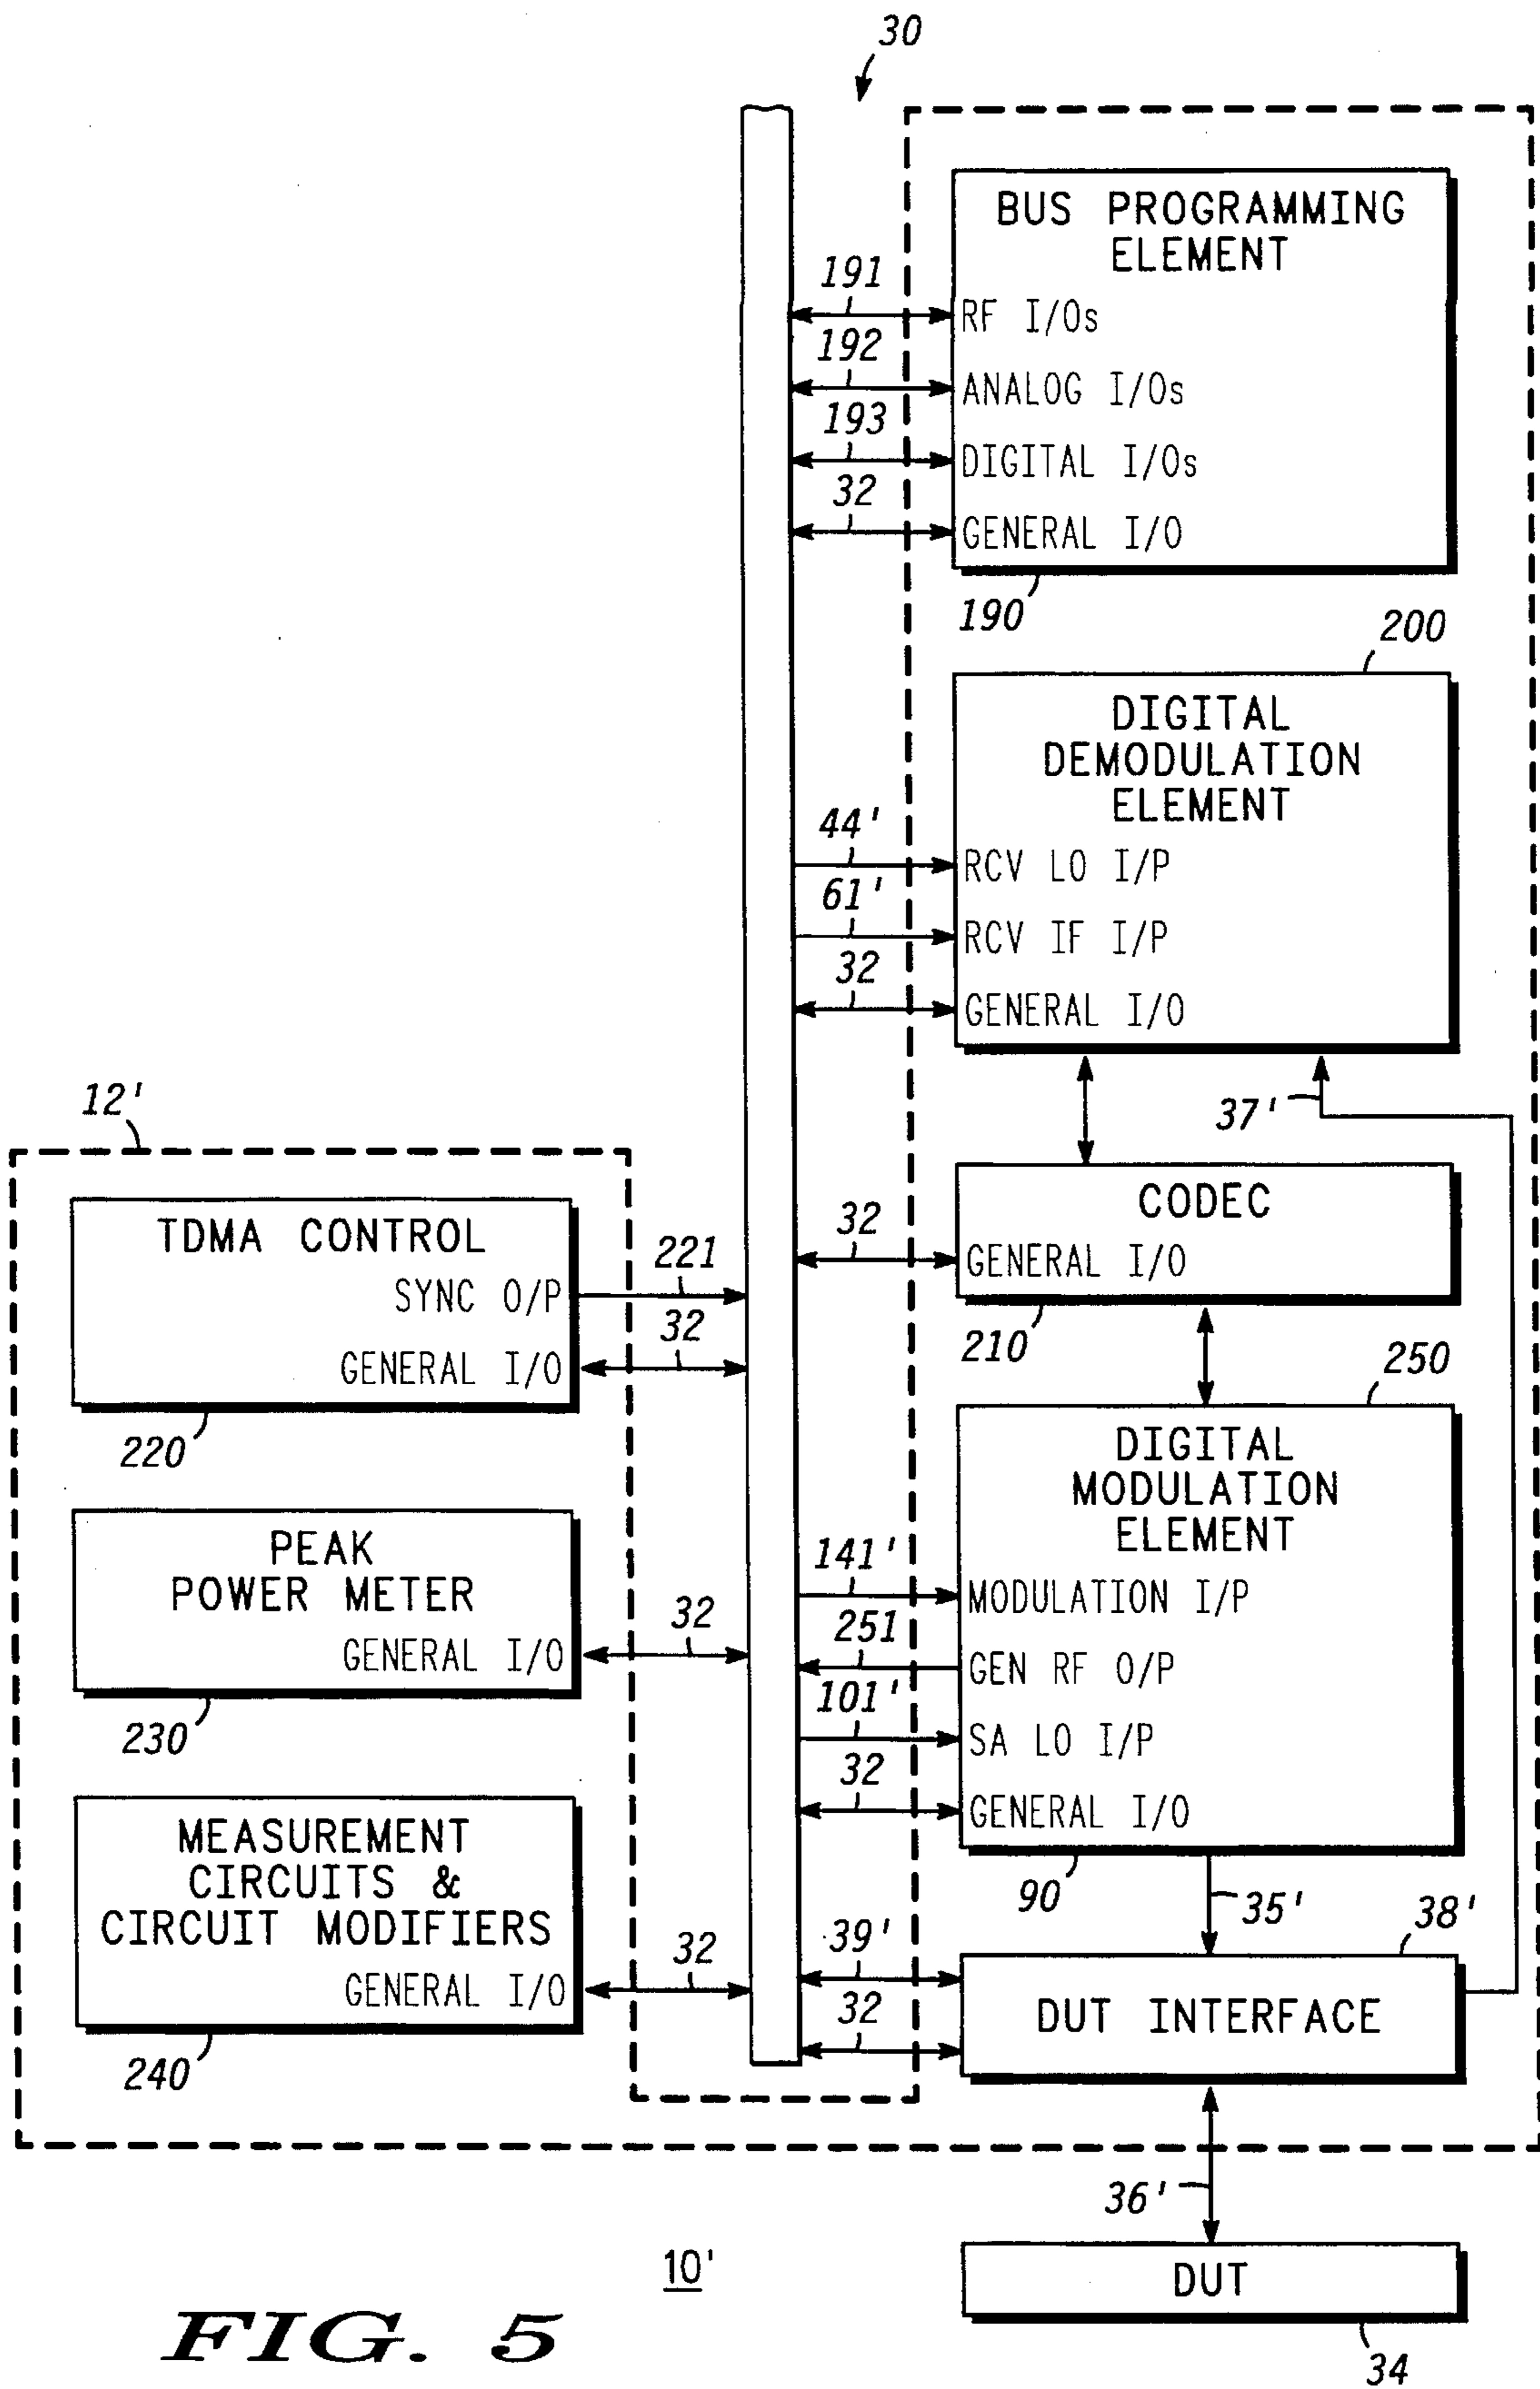 30
BUS PROGRAMMING
ELEMENT
191
RF I/Os
192
ANALOG I/Os
193
DIGITAL I/Os
32
GENERAL I/O
190
200
DIGITAL
DEMODULATION
ELEMENT
44'
RCV LO I/P
61'
RCV IF I/P
32
GENERAL I/O
37'
12'
CODEC
32
GENERAL I/O
210
TDMA CONTROL
SYNC O/P
221
32
GENERAL I/O
220
250
DIGITAL
MODULATION
ELEMENT
141'
MODULATION I/P
251
GEN RF O/P
101'
SA LO I/P
32
GENERAL I/O
90
35'
PEAK
POWER METER
32
GENERAL I/O
230
MEASUREMENT
CIRCUITS &
CIRCUIT MODIFIERS
32
GENERAL I/O
240
38'
39'
32
DUT INTERFACE
36'
10'
DUT
34
FIG. 5